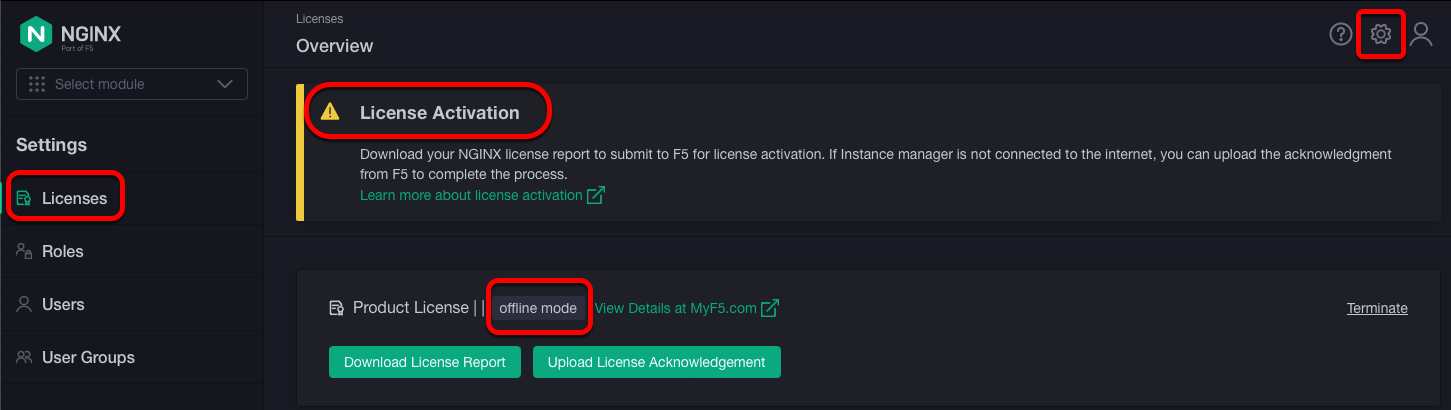 NGINX
Part of F5
Select module
Settings
Licenses
Roles
Users
User Groups
Licenses
Overview
License Activation
Download your NGINX license report to submit to F5 for license activation. If Instance manager is not connected to the internet, you can upload the acknowledgment
from F5 to complete the process.
Learn more about license activation
Product License | | offline mode View Details at MyF5.com Terminate
Download License Report Upload License Acknowledgement